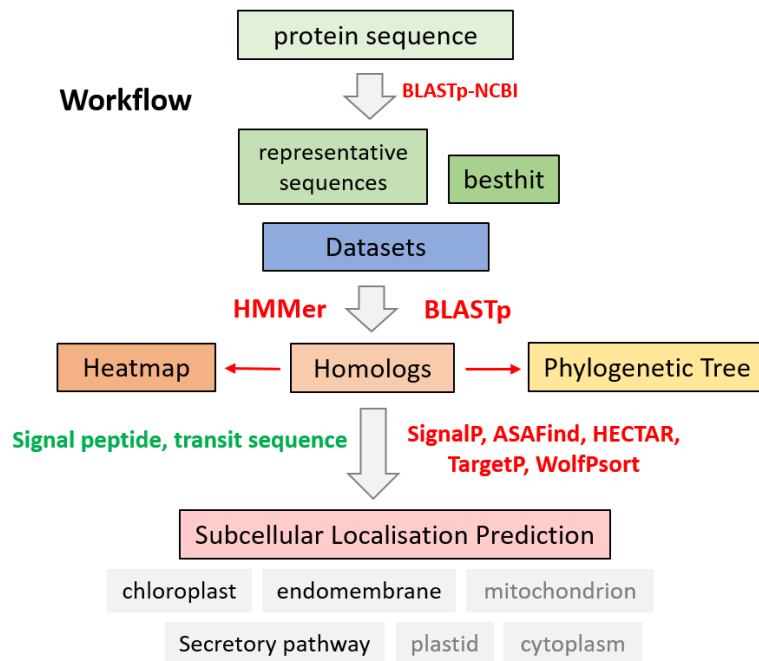 protein sequence
Workflow
BLASTp-NCBI
representative
sequences
besthit
Datasets
HMMer
BLASTp
Heatmap
Homologs
Phylogenetic Tree
Signal peptide, transit sequence
SignalP, ASAFind, HECTAR,
TargetP, WolfPsort
Subcellular Localisation Prediction
chloroplast
endomembrane
mitochondrion
Secretory pathway
plastid
cytoplasm